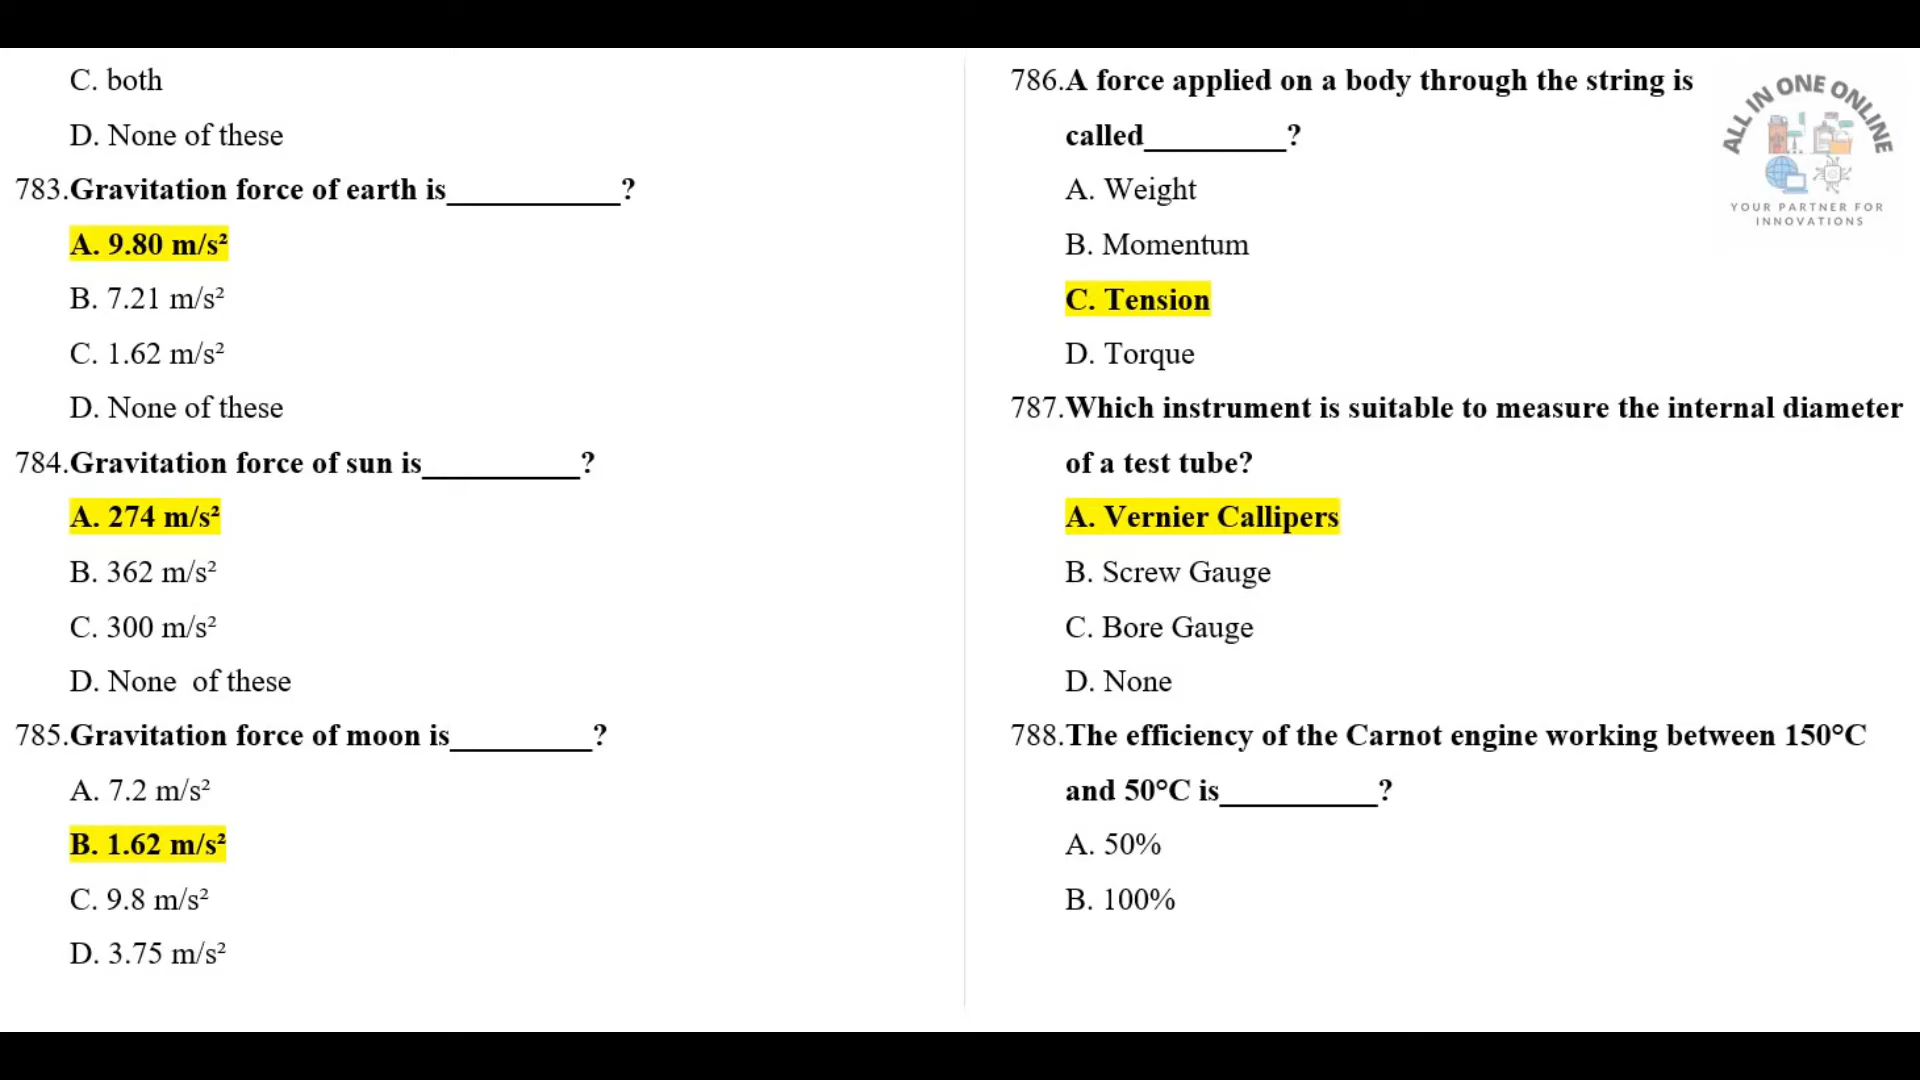 C. both
D. None of these
783.Gravitation force of earth is___________?
A. 9.80 m/s²
B. 7.21 m/s²
C. 1.62 m/s²
D. None of these
784.Gravitation force of sun is__________?
A. 274 m/s²
B. 362 m/s²
C. 300 m/s²
D. None  of these
785.Gravitation force of moon is_________?
A. 7.2 m/s²
B. 1.62 m/s²
C. 9.8 m/s²
D. 3.75 m/s²
786.A force applied on a body through the string is
called_________?
A. Weight
B. Momentum
C. Tension
D. Torque
787.Which instrument is suitable to measure the internal diameter
of a test tube?
A. Vernier Callipers
B. Screw Gauge
C. Bore Gauge
D. None
788.The efficiency of the Carnot engine working between 150°C
and 50°C is__________?
A. 50%
B. 100%
ALL IN ONE ONLINE
YOUR PARTNER FOR
INNOVATIONS